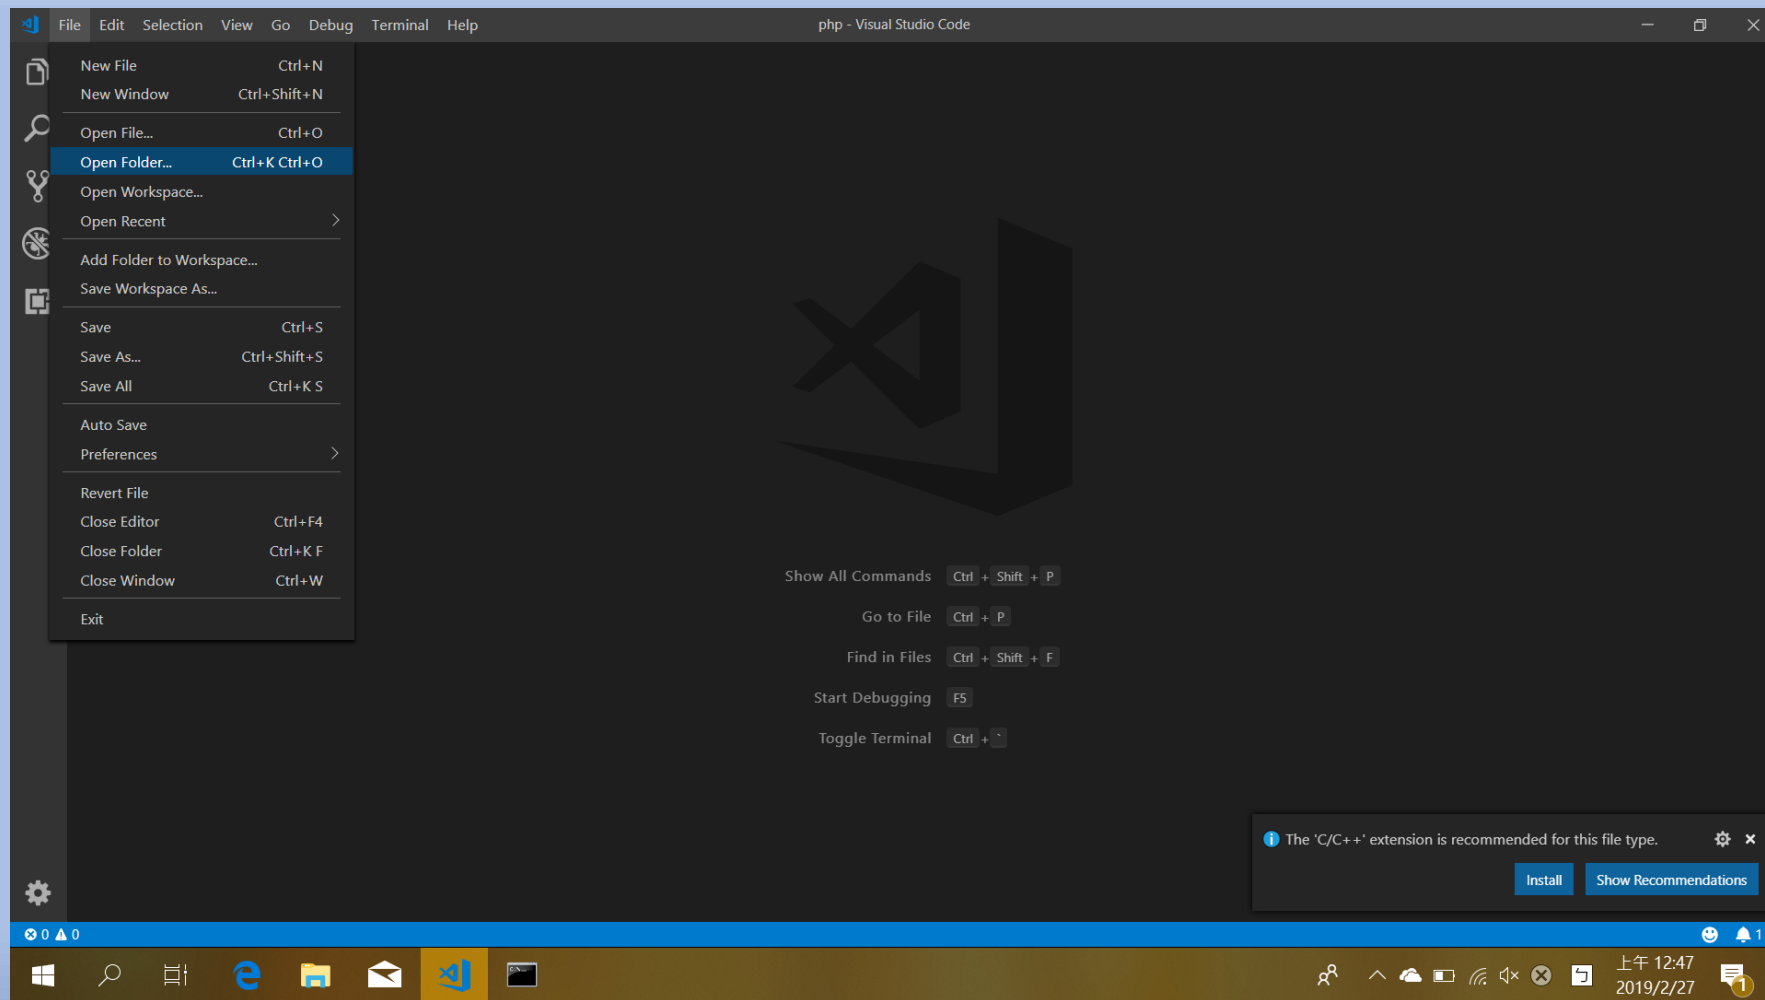 File Edit Selection View Go Debug Terminal Help
php - Visual Studio Code
New File Ctrl+N
New Window Ctrl+Shift+N
Open File... Ctrl+O
Open Folder... Ctrl+K Ctrl+O
Open Workspace...
Open Recent
Add Folder to Workspace...
Save Workspace As...
Save Ctrl+S
Save As... Ctrl+Shift+S
Save All Ctrl+K S
Auto Save
Preferences
Revert File
Close Editor Ctrl+F4
Close Folder Ctrl+K F
Close Window Ctrl+W
Exit
Show All Commands Ctrl + Shift + P
Go to File Ctrl + P
Find in Files Ctrl + Shift + F
Start Debugging F5
Toggle Terminal Ctrl + `
The 'C/C++' extension is recommended for this file type.
Install Show Recommendations
0 0 1
上午 12:47
2019/2/27
1